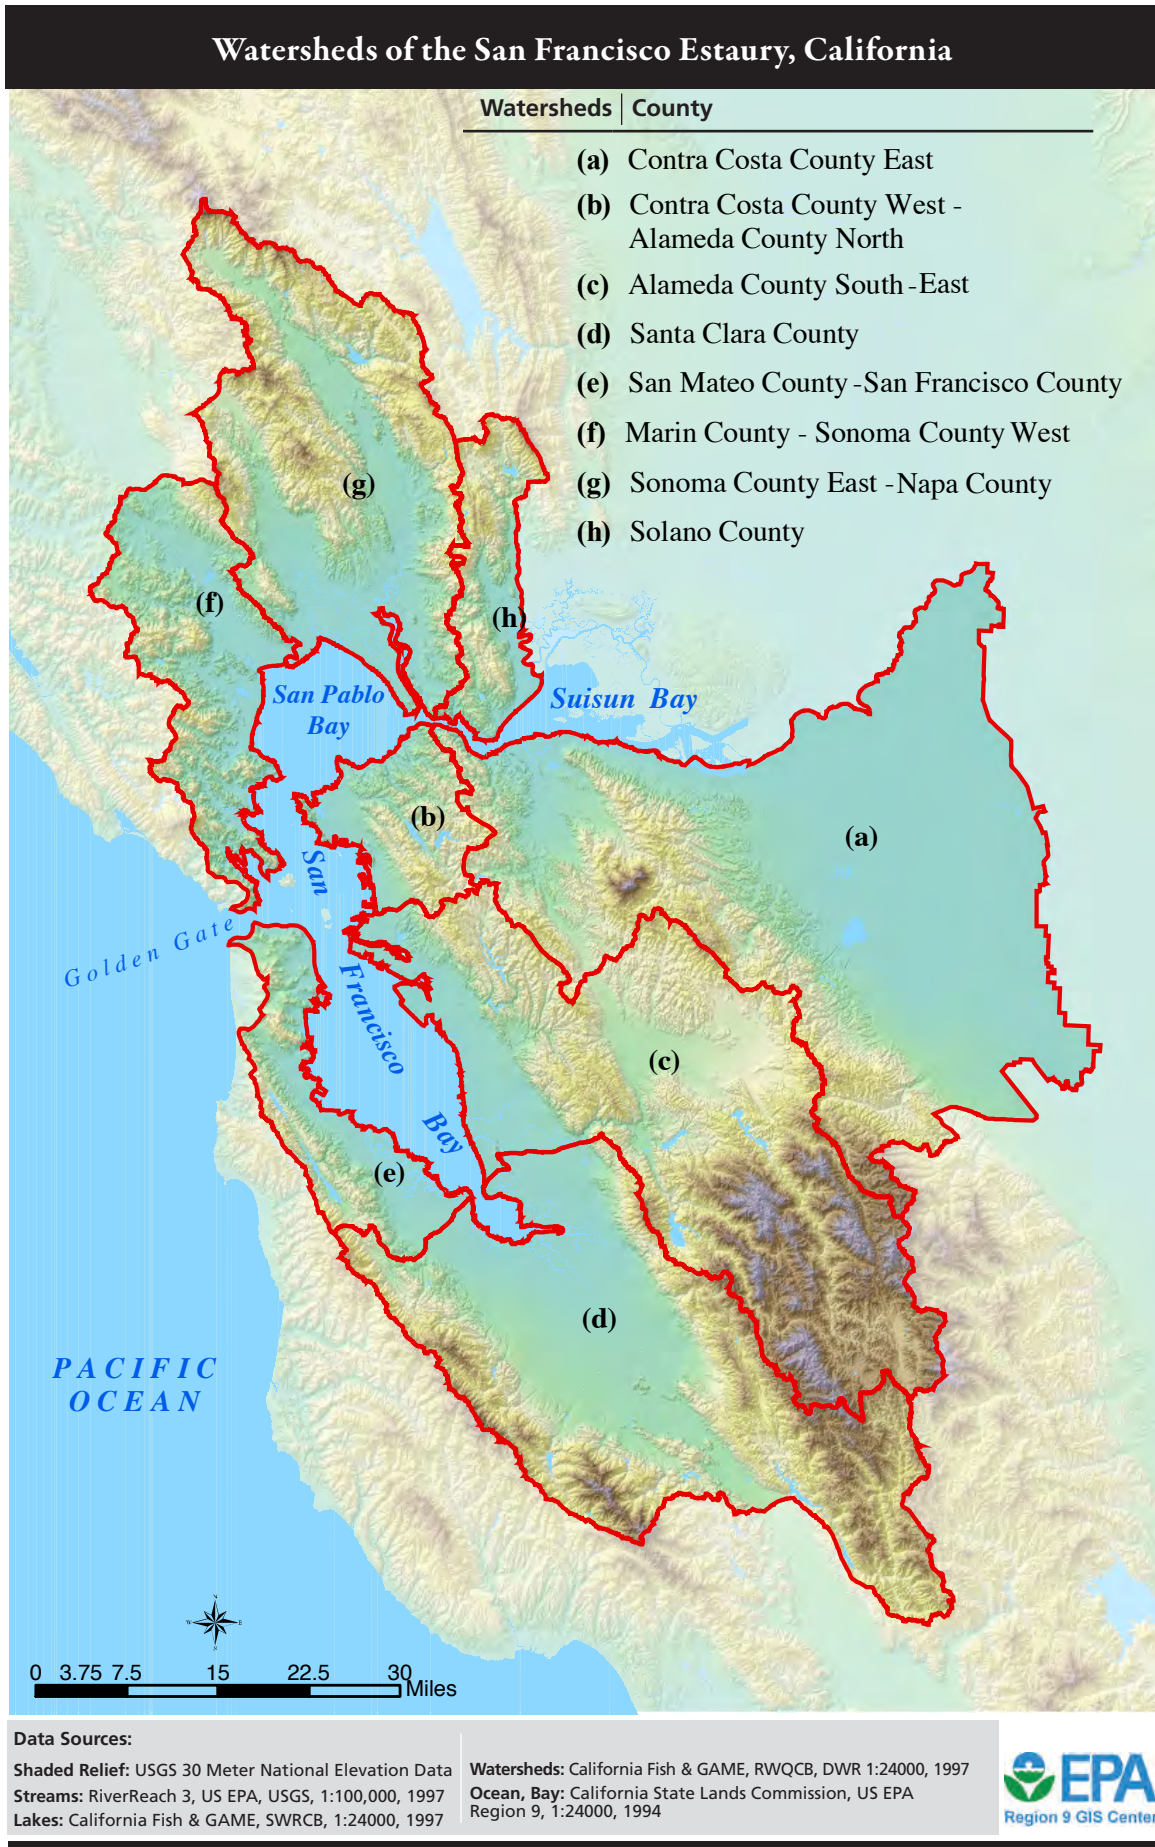 Watersheds of the San Francisco Estaury, California
Watersheds | County
(a) Contra Costa County East
(b) Contra Costa County West -
Alameda County North
(c) Alameda County South -East
(d) Santa Clara County
(e) San Mateo County -San Francisco County
(f) Marin County - Sonoma County West
(g) Sonoma County East -Napa County
(h) Solano County
(g)
(f)
(h)
San Pablo
Bay
Suisun Bay
(b)
(a)
San
Golden Gate
Francisco
(c)
Bay
(e)
(d)
PACIFIC
OCEAN
N
W E
N
0 3.75 7.5 15 22.5 30
Miles
Data Sources:
Shaded Relief: USGS 30 Meter National Elevation Data
Streams: RiverReach 3, US EPA, USGS, 1:100,000, 1997
Lakes: California Fish & GAME, SWRCB, 1:24000, 1997
Watersheds: California Fish & GAME, RWQCB, DWR 1:24000, 1997
Ocean, Bay: California State Lands Commission, US EPA
Region 9, 1:24000, 1994
EPA
Region 9 GIS Center